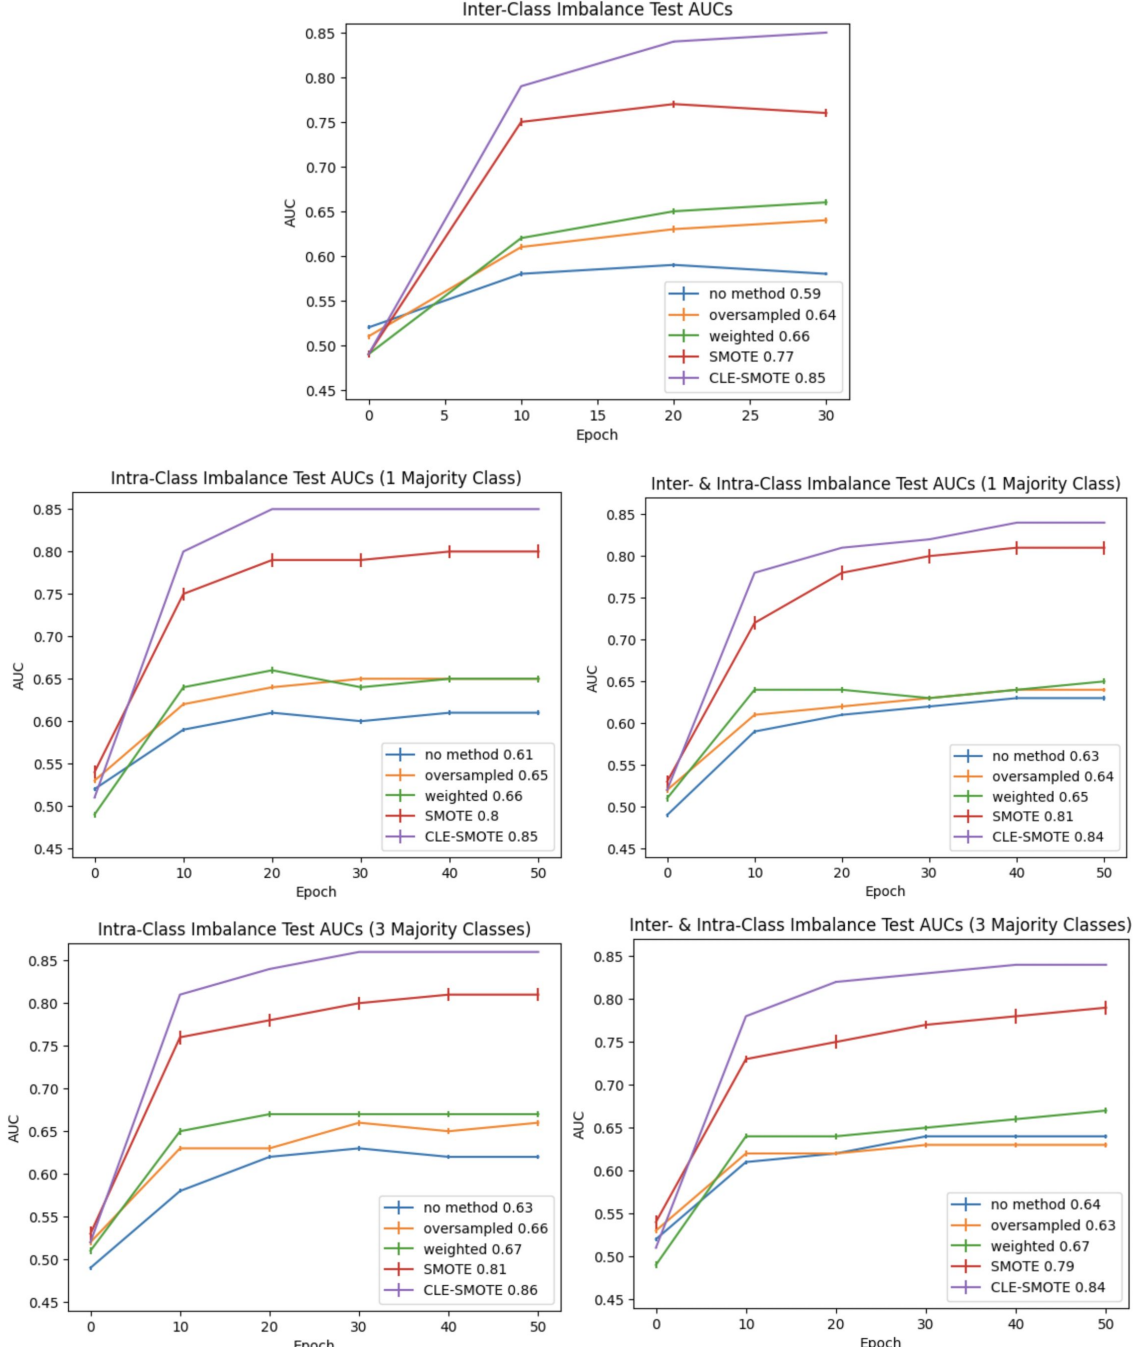 Inter-Class Imbalance Test AUCs
0.85
0.80
0.75
0.70
0.65
0.60
0.55
0.50
0.45
AUC
no method 0.59
oversampled 0.64
weighted 0.66
SMOTE 0.77
CLE-SMOTE 0.85
0 5 10 15 20 25 30
Epoch
Intra-Class Imbalance Test AUCs (1 Majority Class)
0.85
0.80
0.75
0.70
0.65
0.60
0.55
0.50
0.45
AUC
no method 0.61
oversampled 0.65
weighted 0.66
SMOTE 0.8
CLE-SMOTE 0.85
0 10 20 30 40 50
Epoch
Inter- & Intra-Class Imbalance Test AUCs (1 Majority Class)
0.85
0.80
0.75
0.70
0.65
0.60
0.55
0.50
0.45
AUC
no method 0.63
oversampled 0.64
weighted 0.65
SMOTE 0.81
CLE-SMOTE 0.84
0 10 20 30 40 50
Epoch
Intra-Class Imbalance Test AUCs (3 Majority Classes)
0.85
0.80
0.75
0.70
0.65
0.60
0.55
0.50
0.45
AUC
no method 0.63
oversampled 0.66
weighted 0.67
SMOTE 0.81
CLE-SMOTE 0.86
0 10 20 30 40 50
Epoch
Inter- & Intra-Class Imbalance Test AUCs (3 Majority Classes)
0.85
0.80
0.75
0.70
0.65
0.60
0.55
0.50
0.45
AUC
no method 0.64
oversampled 0.63
weighted 0.67
SMOTE 0.79
CLE-SMOTE 0.84
0 10 20 30 40 50
Epoch